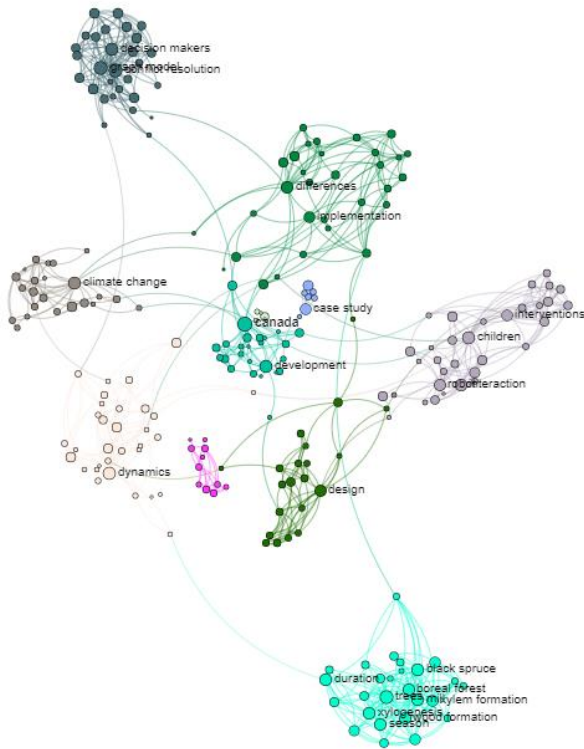 decision makers
graph model
conflict resolution
differences
implementation
climate change
case study
canada
interventions
children
development
robot
interaction
dynamics
design
black spruce
boreal forest
duration
trees
xylem formation
xylogenesis
wood formation
season